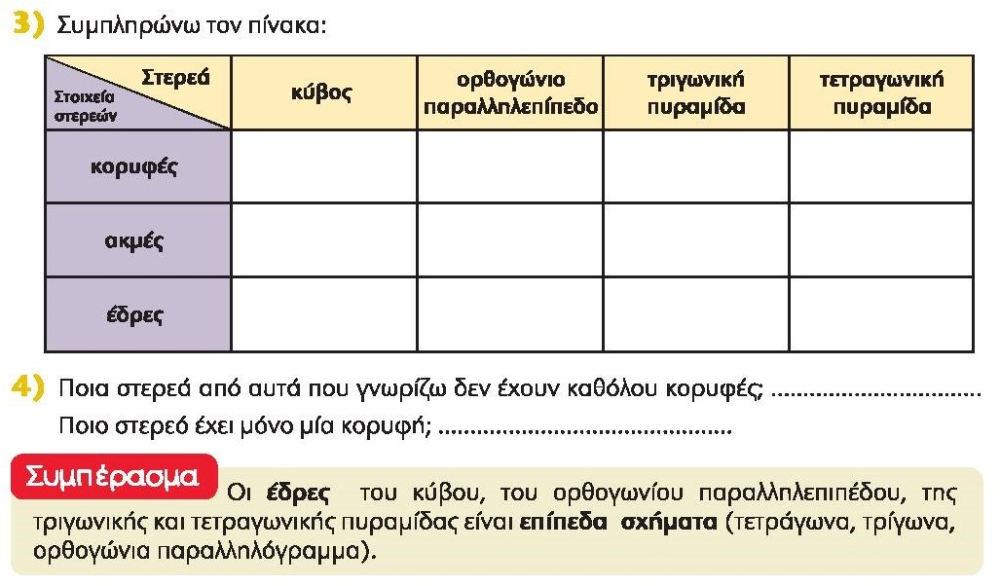 3) Συμπληρώνω τον πίνακα:
Στερεά
Στοιχεία
στερεών
κύβος
ορθογώνιο
παραλληλεπίπεδο
τριγωνική
πυραμίδα
τετραγωνική
πυραμίδα
κορυφές
ακμές
έδρες
4) Ποια στερεά από αυτά που γνωρίζω δεν έχουν καθόλου κορυφές; .................................
Ποιο στερεό έχει μόνο μία κορυφή; ..............................................
Συμπέρασμα
Οι έδρες του κύβου, του ορθογωνίου παραλληλεπιπέδου, της
τριγωνικής και τετραγωνικής πυραμίδας είναι επίπεδα σχήματα (τετράγωνα, τρίγωνα,
ορθογώνια παραλληλόγραμμα).